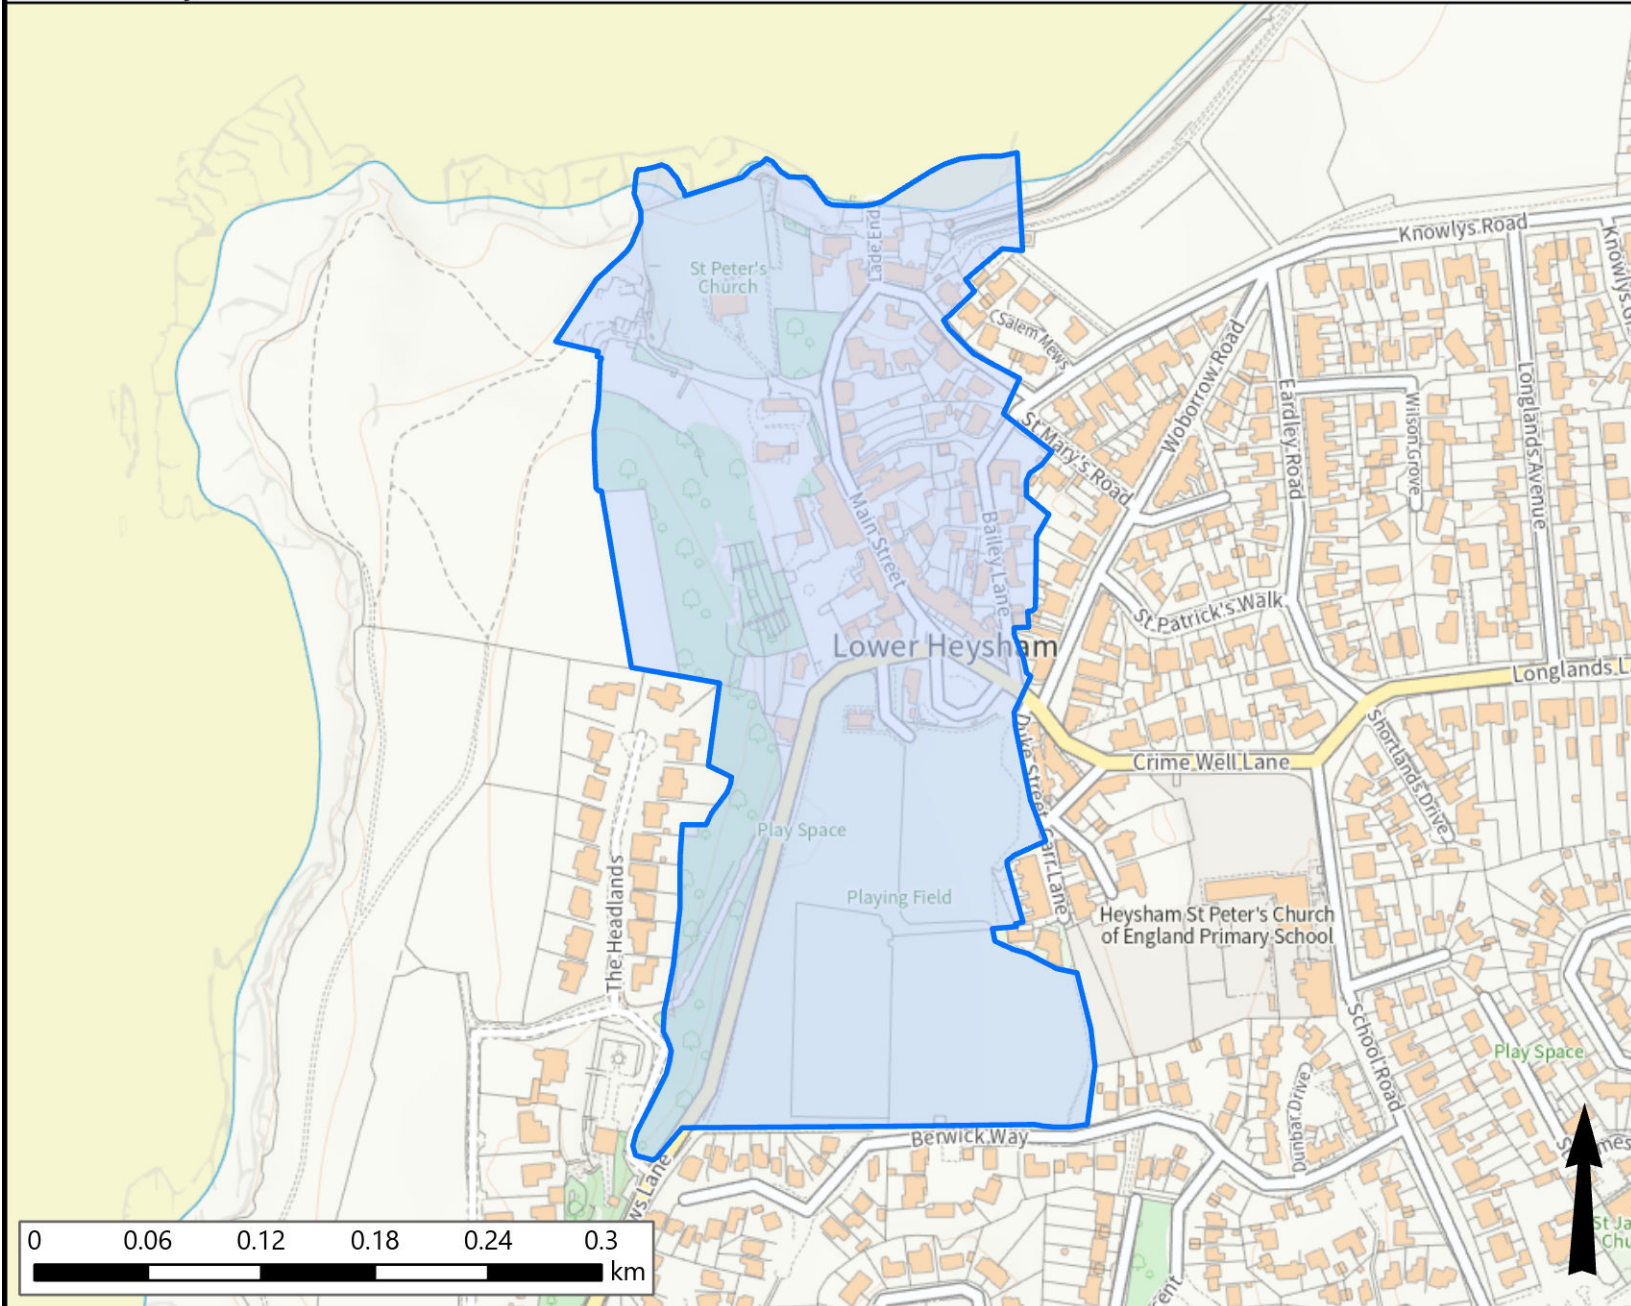 Knowlys Road
Lade End
St Peter's
Church
Salem Mews
Woborrow Road
Eardley Road
Wilson Grove
Longlands Avenue
St Mary's Road
Main Street
Bailey Lane
St Patrick's Walk
Lower Heysham
Longlands
Duke Street
Crime Well Lane
Shortlands Drive
Play Space
The Headlands
Playing Field
Carr Lane
Heysham St Peter's Church
of England Primary School
School Road
Play Space
Dunbar Drive
Berwick Way
0 0.06 0.12 0.18 0.24 0.3
km